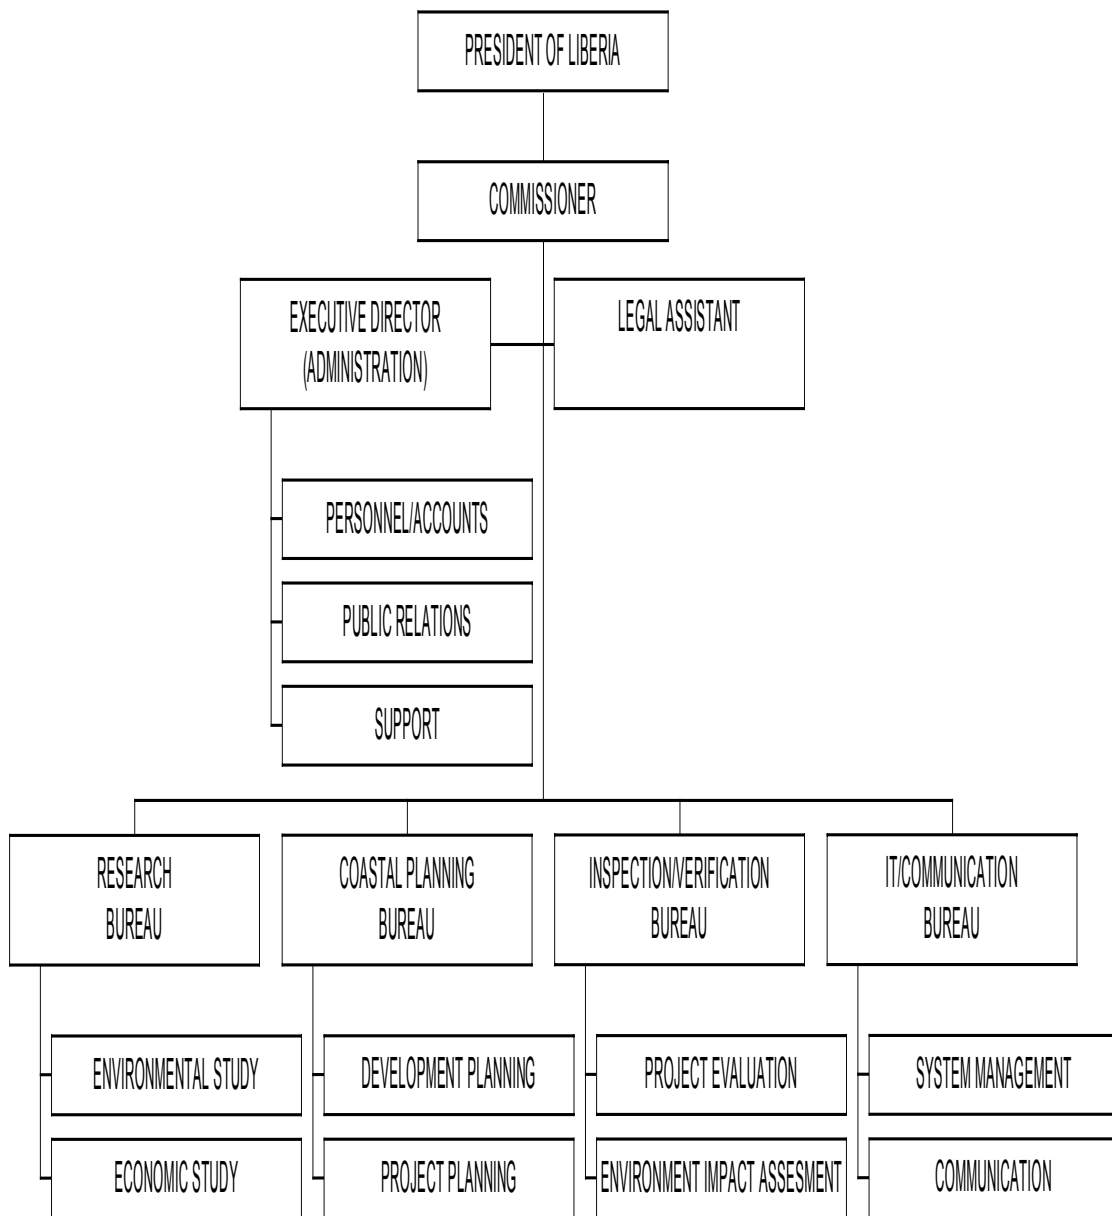 PRESIDENT OF LIBERIA
COMMISSIONER
EXECUTIVE DIRECTOR
(ADMINISTRATION)
LEGAL ASSISTANT
PERSONNEL/ACCOUNTS
PUBLIC RELATIONS
SUPPORT
RESEARCH
BUREAU
COASTAL PLANNING
BUREAU
INSPECTION/VERIFICATION
BUREAU
IT/COMMUNICATION
BUREAU
ENVIRONMENTAL STUDY
DEVELOPMENT PLANNING
PROJECT EVALUATION
SYSTEM MANAGEMENT
ECONOMIC STUDY
PROJECT PLANNING
ENVIRONMENT IMPACT ASSESMENT
COMMUNICATION